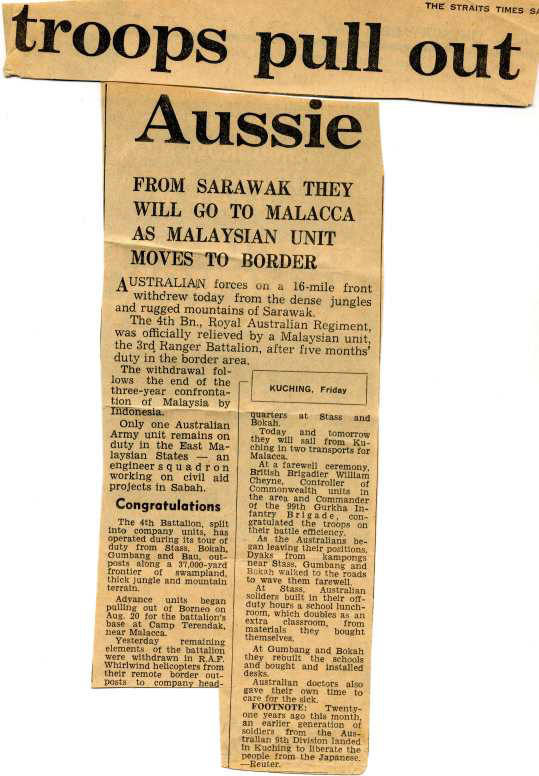 THE STRAITS TIMES SA
troops pull out
Aussie
FROM SARAWAK THEY
WILL GO TO MALACCA
AS MALAYSIAN UNIT
MOVES TO BORDER
AUSTRALIAN forces on a 16-mile front
withdrew today from the dense jungles
and rugged mountains of Sarawak.
The 4th Bn., Royal Australian Regiment,
was officially relieved by a Malaysian unit,
the 3rd Ranger Battalion, after five months'
duty in the border area.
The withdrawal fol-
lows the end of the
three-year confronta-
tion of Malaysia by
Indonesia.
Only one Australian
Army unit remains on
duty in the East Ma-
laysian States — an
engineer squadron
working on civil aid
projects in Sabah.
Congratulations
The 4th Battalion, split
into company units, has
operated during its tour of
duty from Stass, Bokah,
Gumbang and Bau, out-
posts along a 37,000-yard
frontier of swampland,
thick jungle and mountain
terrain.
Advance units began
pulling out of Borneo on
Aug. 20 for the battalion's
base at Camp Terendak,
near Malacca.
Yesterday remaining
elements of the battalion
were withdrawn in R.A.F.
Whirlwind helicopters from
their remote border out-
posts to company head-
KUCHING, Friday
quarters at Stass and
Bokah.
Today and tomorrow
they will sail from Ku-
ching in two transports for
Malacca.
At a farewell ceremony,
British Brigadier William
Cheyne, Controller of
Commonwealth units in
the area and Commander
of the 99th Gurkha In-
fantry Brigade, con-
gratulated the troops on
their battle efficiency.
As the Australians be-
gan leaving their positions,
Dyaks from kampongs
near Stass, Gumbang and
Bokah walked to the roads
to wave them farewell.
At Stass, Australian
soliders built in their off-
duty hours a school lunch-
room, which doubles as an
extra classroom, from
materials they bought
themselves.
At Gumbang and Bokah
they rebuilt the schools
and bought and installed
desks.
Australian doctors also
gave their own time to
care for the sick.
FOOTNOTE: Twenty-
one years ago this month,
an earlier generation of
soldiers from the Aus-
tralian 9th Division landed
in Kuching to liberate the
people from the Japanese.
—Reuter.